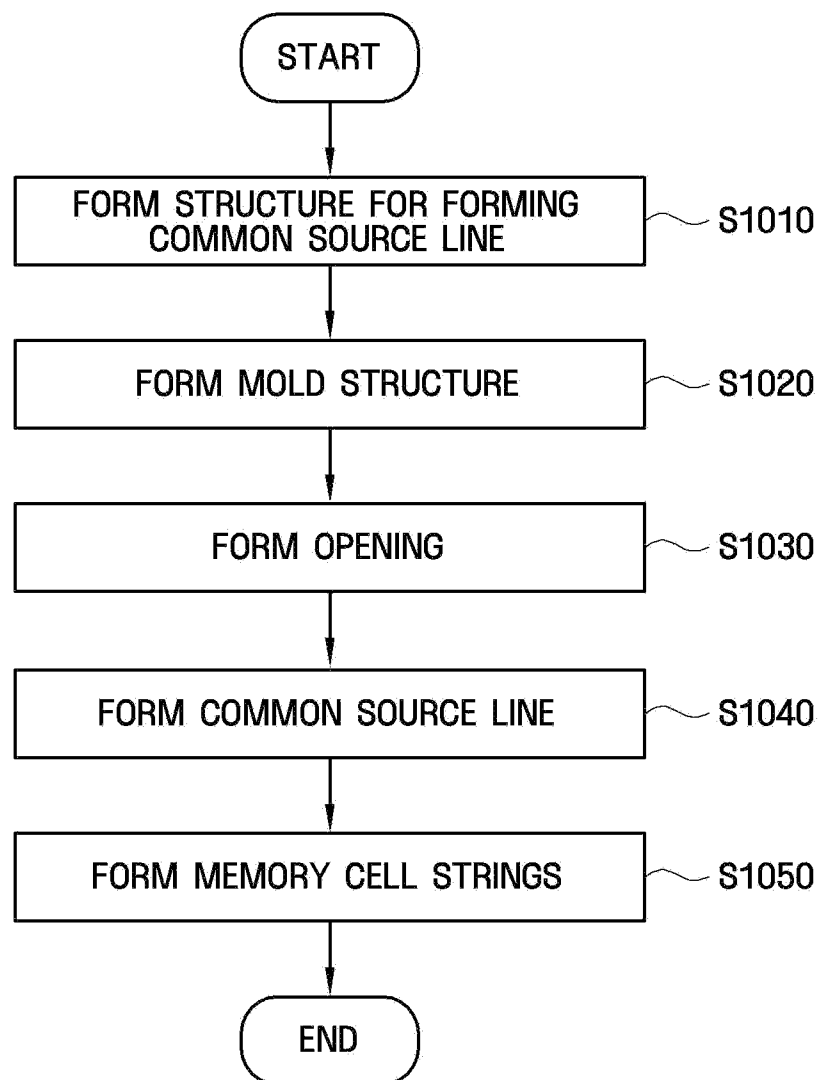 START
FORM STRUCTURE FOR FORMING
COMMON SOURCE LINE
S1010
FORM MOLD STRUCTURE
S1020
FORM OPENING
S1030
FORM COMMON SOURCE LINE
S1040
FORM MEMORY CELL STRINGS
S1050
END